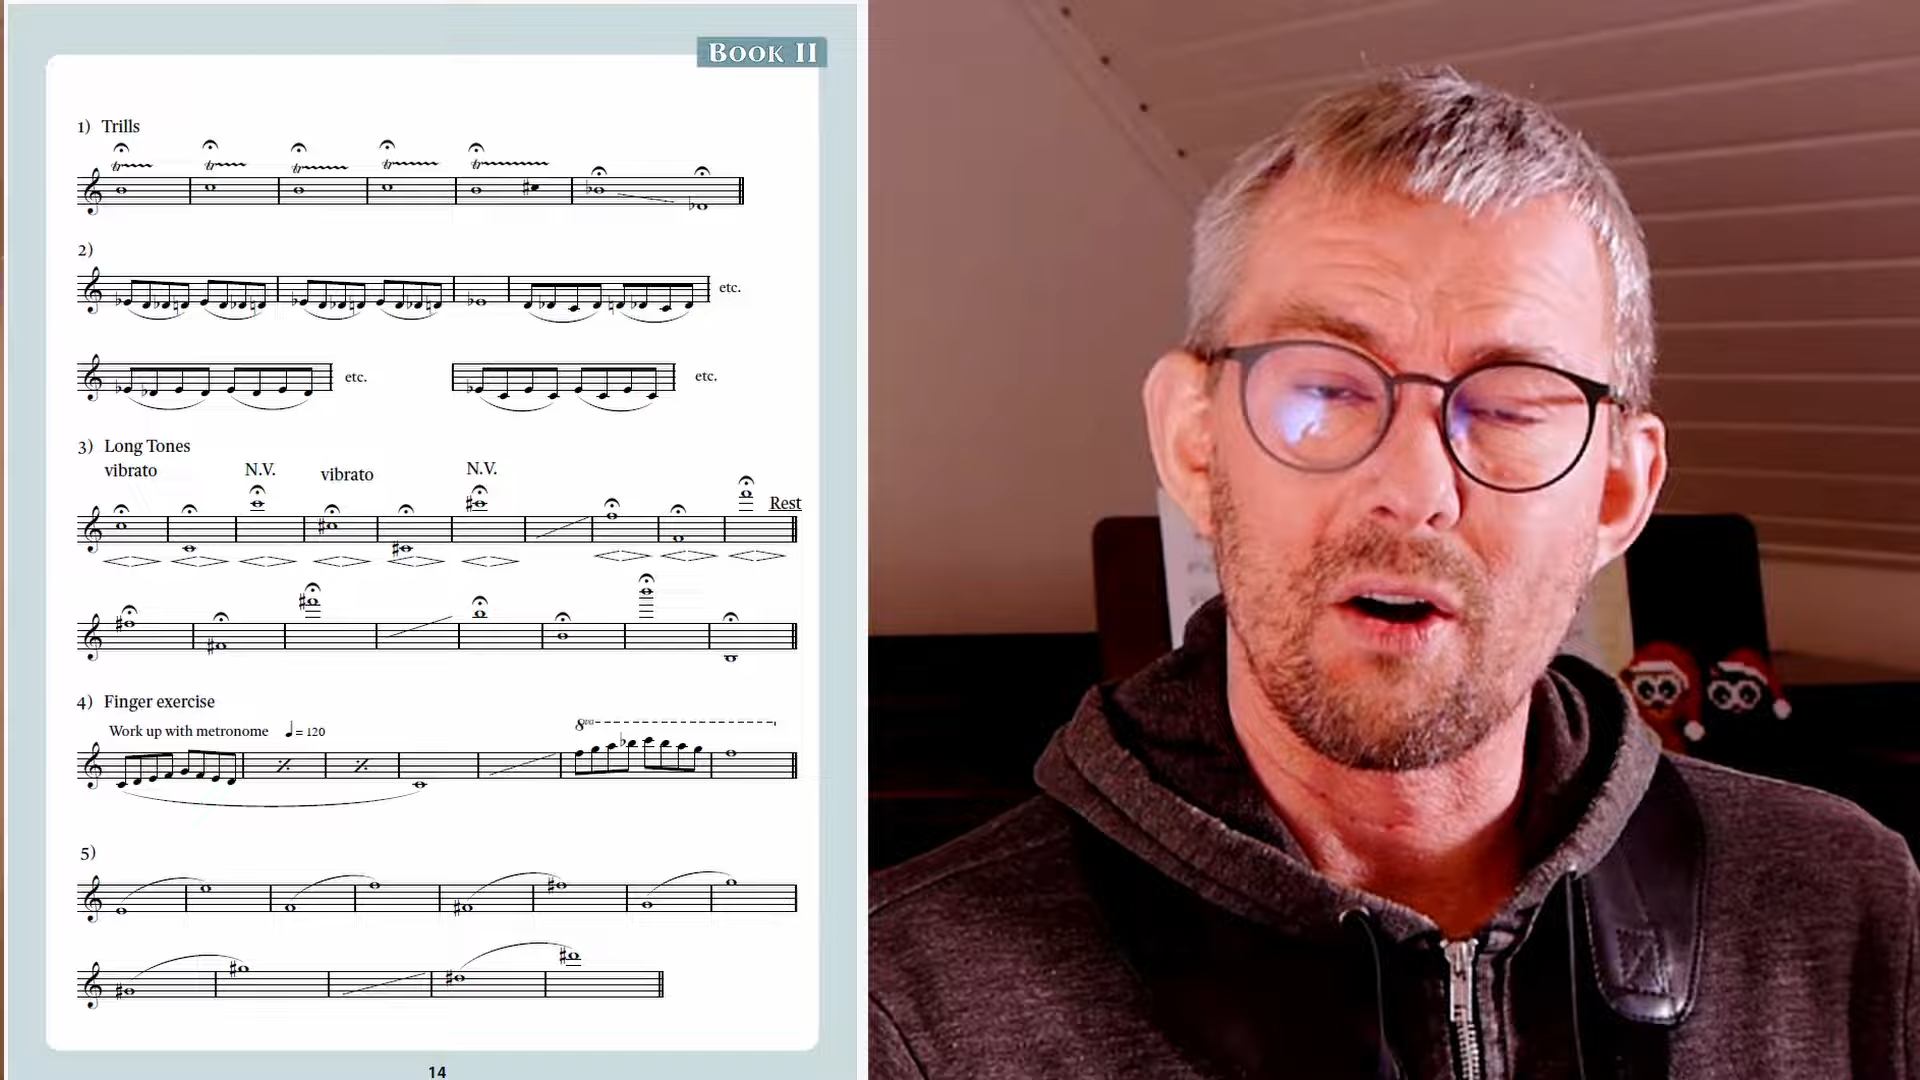 BOOK II
1) Trills
2)
etc.
etc.
etc.
3) Long Tones
vibrato
N.V.
vibrato
N.V.
Rest
4) Finger exercise
Work up with metronome ♩= 120
8va
5)
14